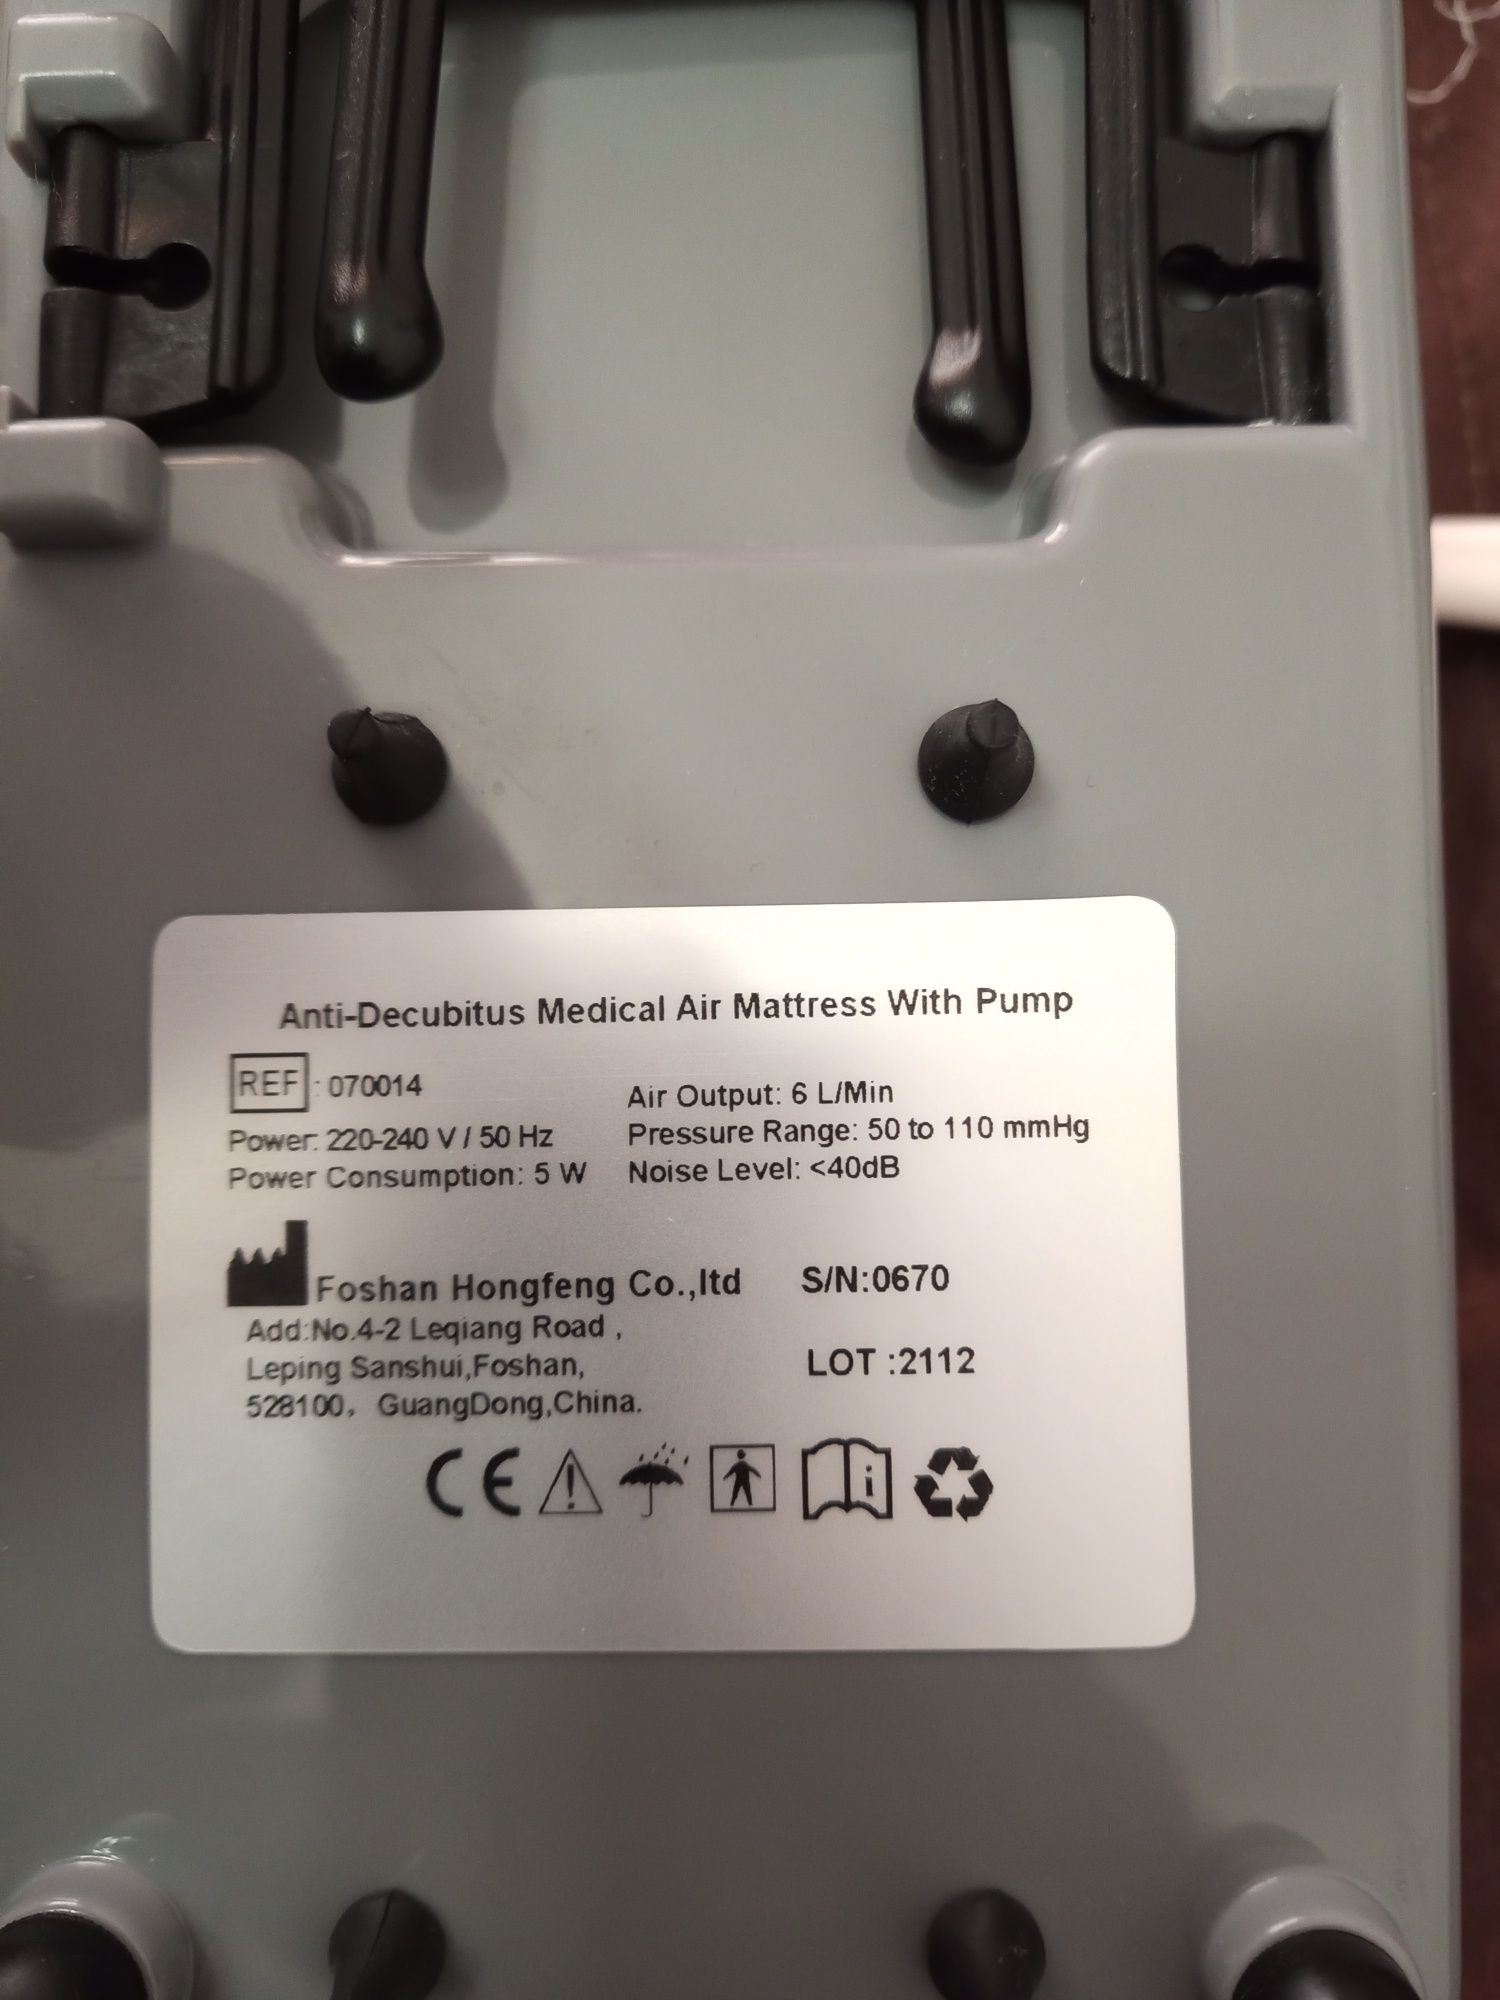 Anti-Decubitus Medical Air Mattress With Pump
REF : 070014
Power: 220-240 V / 50 Hz
Power Consumption: 5 W
Air Output: 6 L/Min
Pressure Range: 50 to 110 mmHg
Noise Level: <40dB
Foshan Hongfeng Co.,ltd
Add:No.4-2 Leqiang Road ,
Leping Sanshui,Foshan,
528100，GuangDong,China.
S/N:0670
LOT :2112
CE